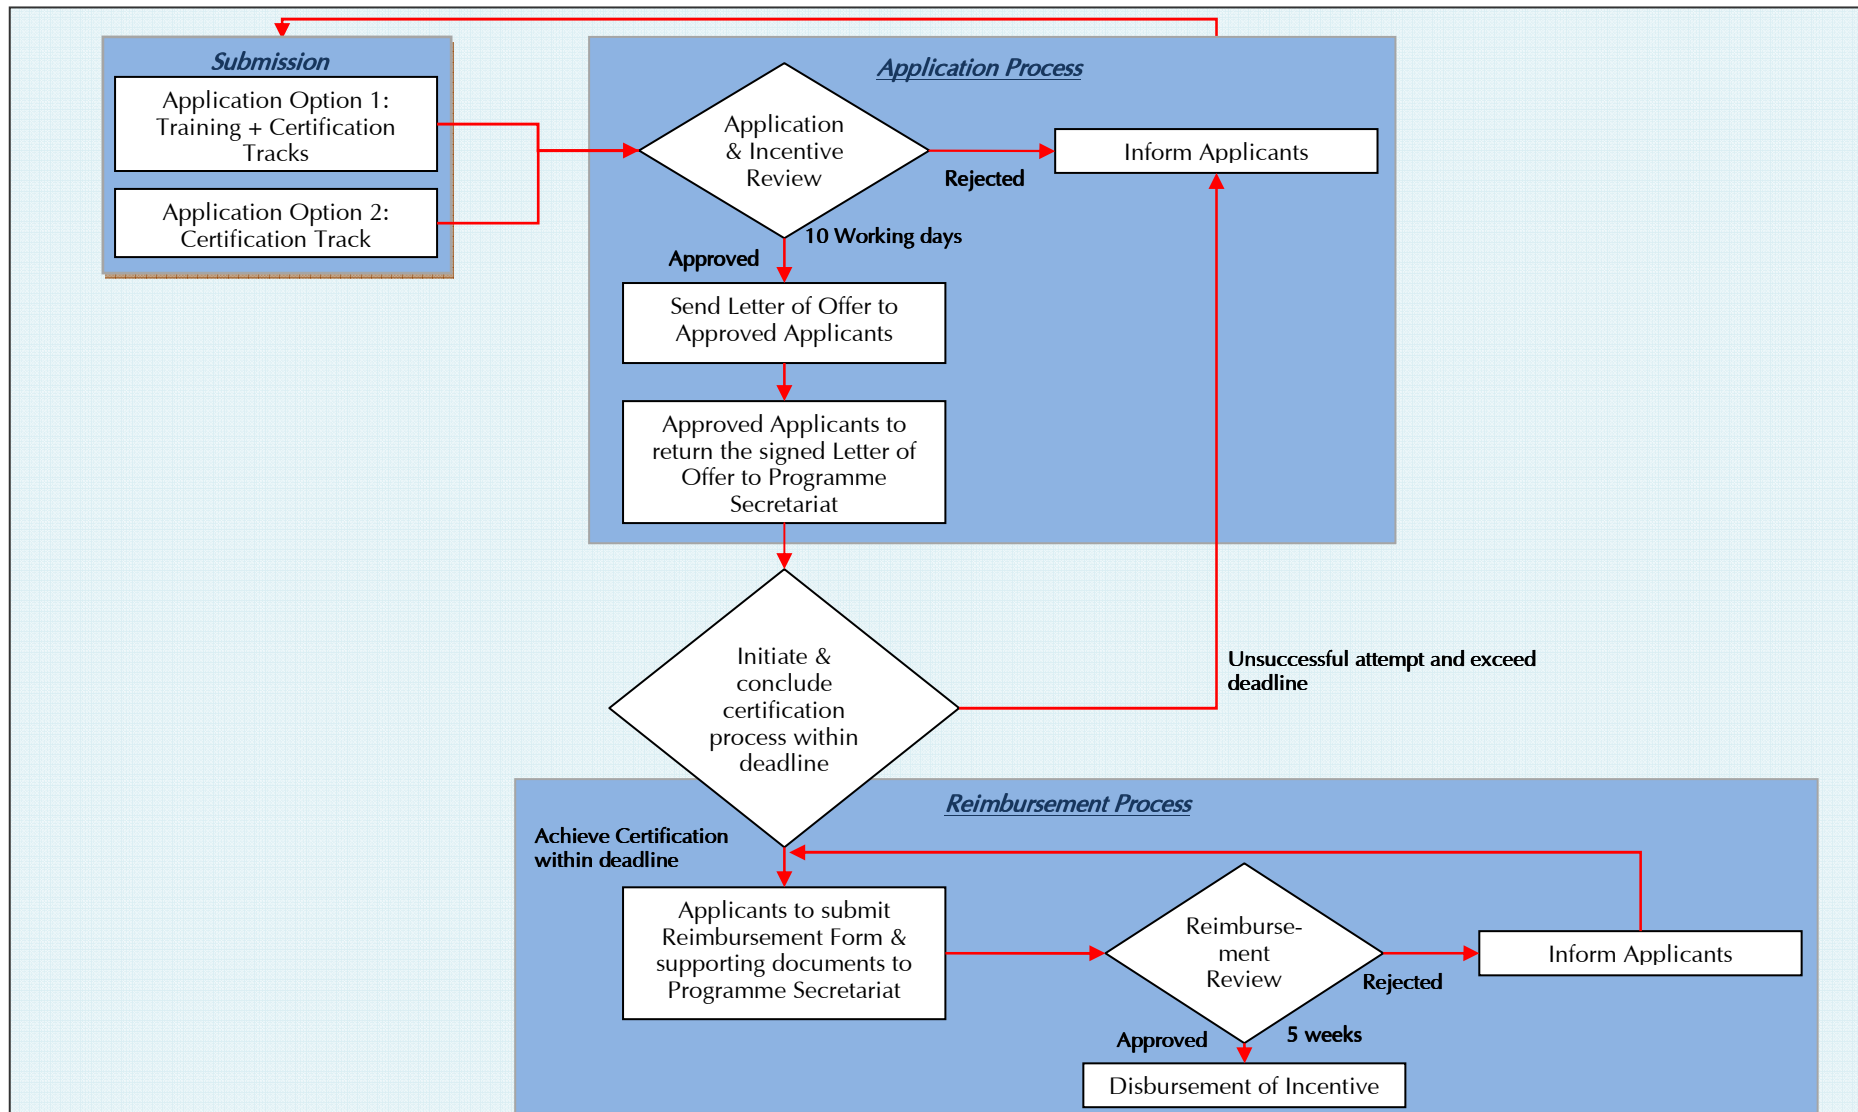 Submission
Application Option 1:
Training + Certification
Tracks
Application Option 2:
Certification Track
Application Process
Application
& Incentive
Review
Rejected
Inform Applicants
10 Working days
Approved
Send Letter of Offer to
Approved Applicants
Approved Applicants to
return the signed Letter of
Offer to Programme
Secretariat
Initiate &
conclude
certification
process within
deadline
Unsuccessful attempt and exceed
deadline
Reimbursement Process
Achieve Certification
within deadline
Applicants to submit
Reimbursement Form &
supporting documents to
Programme Secretariat
Reimburse-
ment
Review
Rejected
Inform Applicants
Approved
5 weeks
Disbursement of Incentive